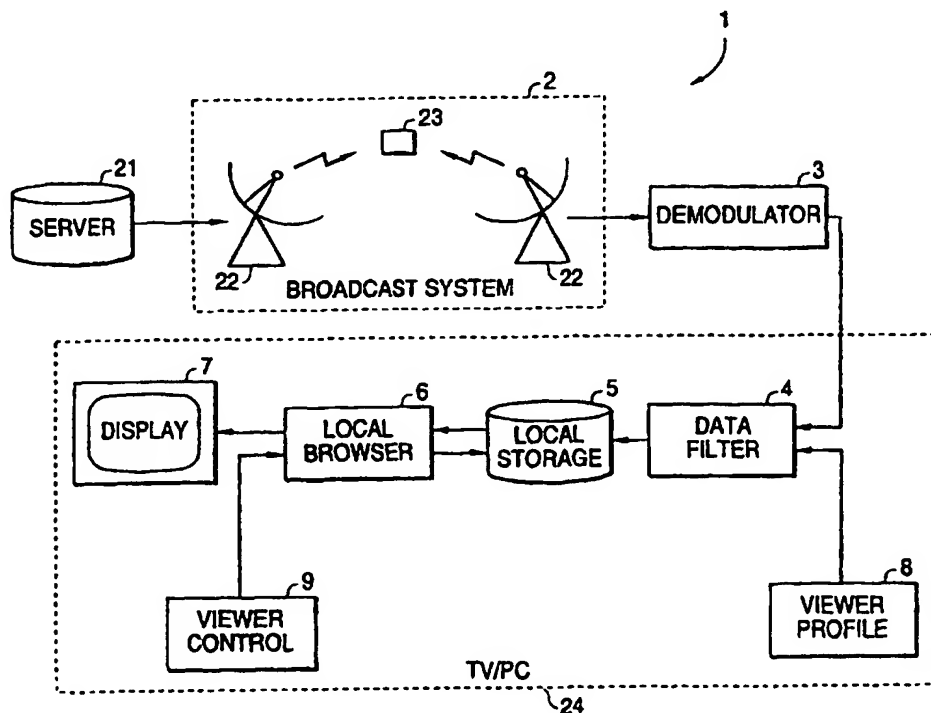 1
2
23
21
SERVER
3
DEMODULATOR
22
22
BROADCAST SYSTEM
7
DISPLAY
6
LOCAL
BROWSER
5
LOCAL
STORAGE
4
DATA
FILTER
9
VIEWER
CONTROL
8
VIEWER
PROFILE
TV/PC
24